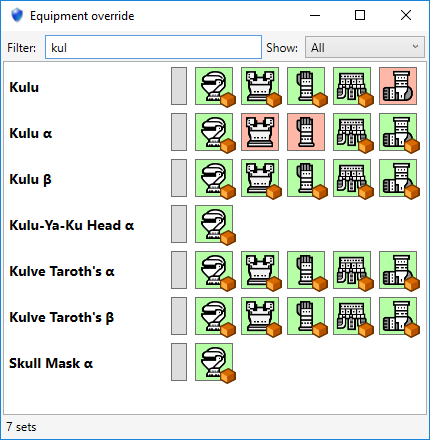 Equipment override
Filter: kul Show: All
Kulu
Kulu α
Kulu β
Kulu-Ya-Ku Head α
Kulve Taroth's α
Kulve Taroth's β
Skull Mask α
7 sets